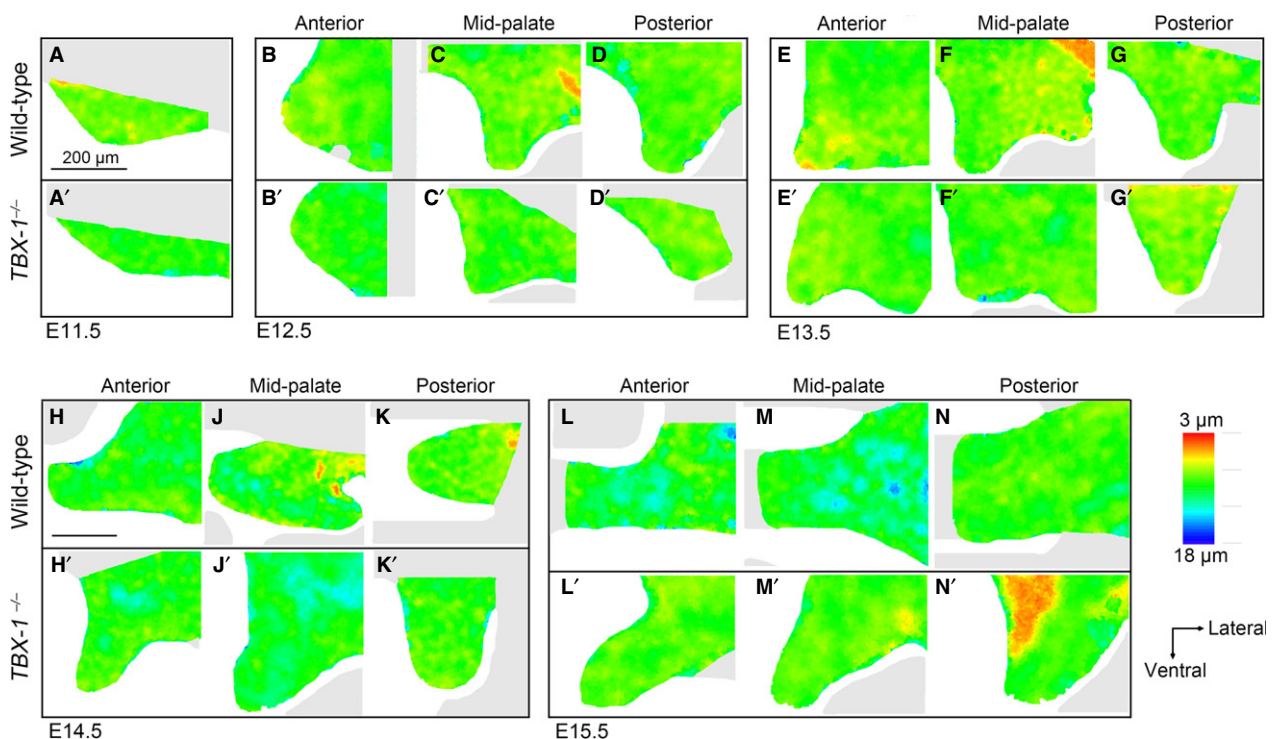 Anterior Mid-palate Posterior Anterior Mid-palate Posterior
Wild-type
A B C D E F G
200 µm
TBX-1 –/–
A′ B′ C′ D′ E′ F′ G′
E11.5 E12.5 E13.5
Anterior Mid-palate Posterior Anterior Mid-palate Posterior
Wild-type
H J K L M N
3 µm
18 µm
TBX-1 –/–
H′ J′ K′ L′ M′ N′
Lateral
Ventral
E14.5 E15.5